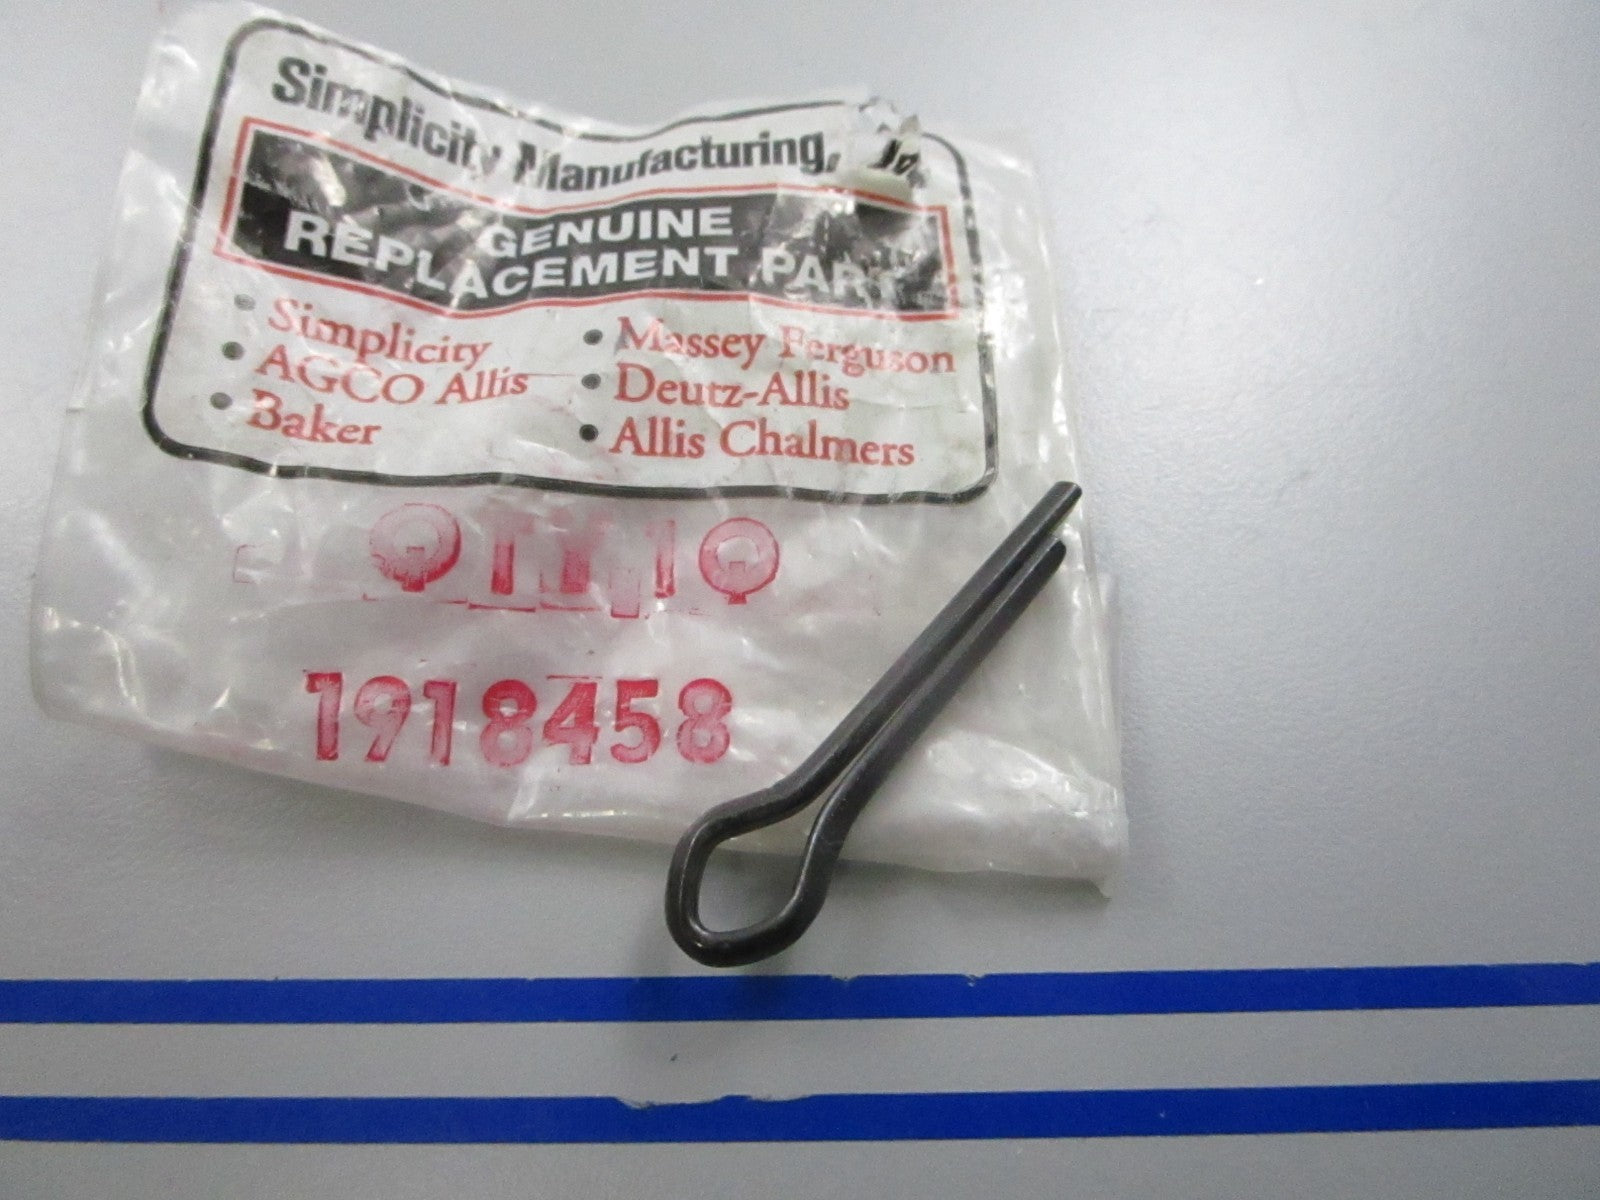 Simplicity Manufacturing,
GENUINE
REPLACEMENT PART
• Simplicity
• AGCO Allis
• Baker
• Massey Ferguson
• Deutz-Allis
• Allis Chalmers
1918458